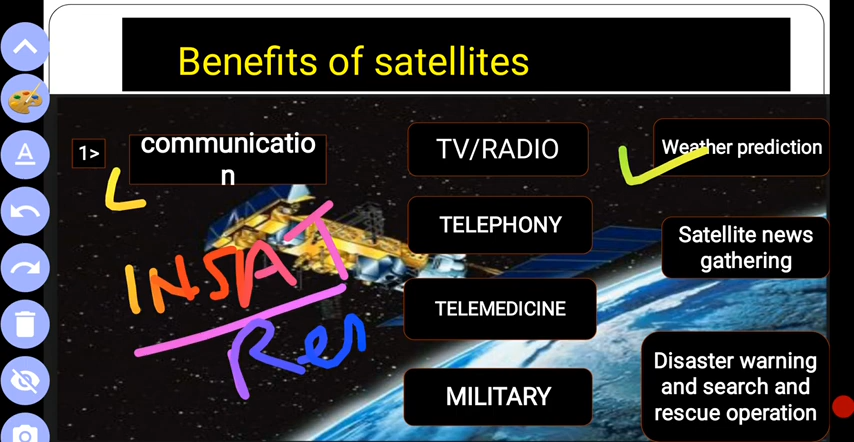 Benefits of satellites
1>
communicatio
n
TV/RADIO
Weather prediction
TELEPHONY
Satellite news
gathering
INSAT
TELEMEDICINE
Disaster warning
and search and
rescue operation
MILITARY
A